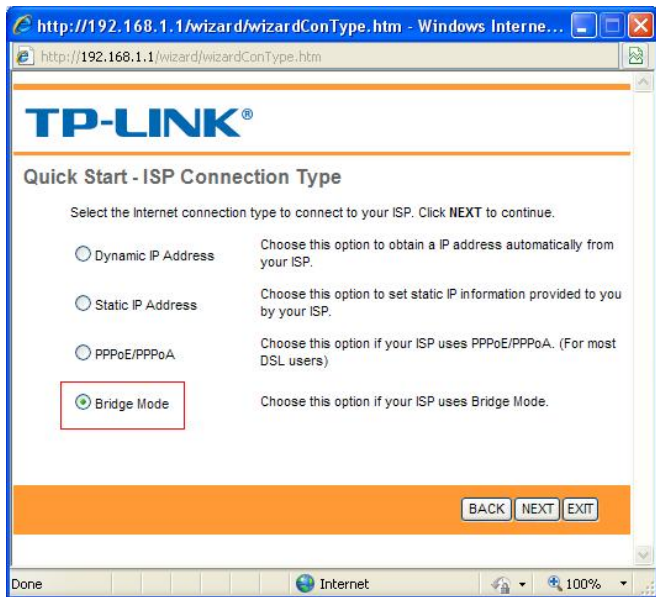 http://192.168.1.1/wizard/wizardConType.htm - Windows Interne...
http://192.168.1.1/wizard/wizardConType.htm
TP-LINK®
Quick Start - ISP Connection Type
Select the Internet connection type to connect to your ISP. Click NEXT to continue.
Dynamic IP Address
Choose this option to obtain a IP address automatically from
your ISP.
Static IP Address
Choose this option to set static IP information provided to you
by your ISP.
PPPoE/PPPoA
Choose this option if your ISP uses PPPoE/PPPoA. (For most
DSL users)
Bridge Mode
Choose this option if your ISP uses Bridge Mode.
BACK NEXT EXIT
Done Internet 100%